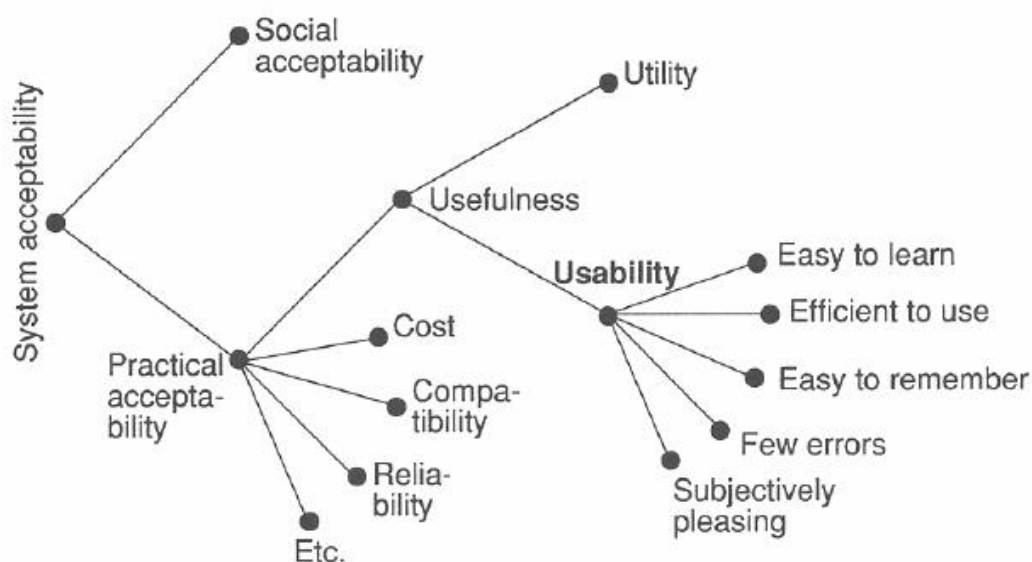 System acceptability
Social
acceptability
Utility
Usefulness
Usability
Easy to learn
Efficient to use
Easy to remember
Few errors
Subjectively
pleasing
Practical
accepta-
bility
Cost
Compa-
tibility
Relia-
bility
Etc.